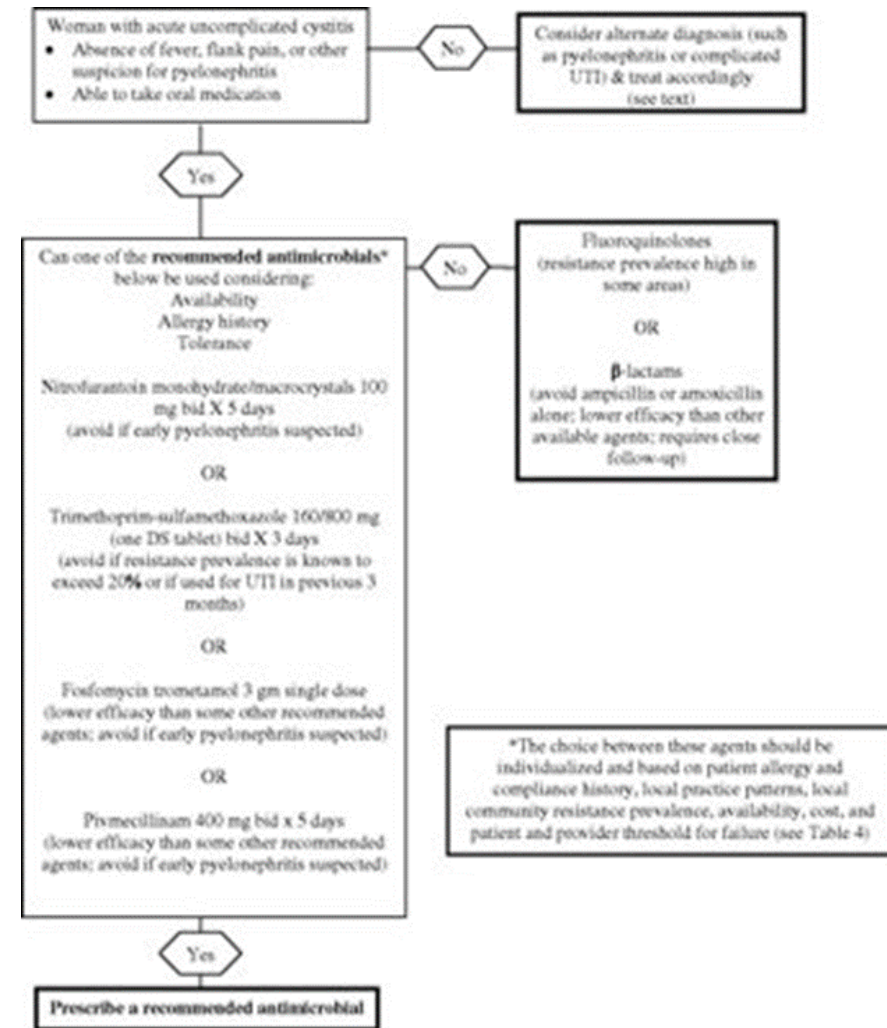 Woman with acute uncomplicated cystitis
• Absence of fever, flank pain, or other
suspicion for pyelonephritis
• Able to take oral medication
No
Consider alternate diagnosis (such
as pyelonephritis or complicated
UTI) & treat accordingly
(see text)
Yes
Can one of the recommended antimicrobials*
below be used considering:
Availability
Allergy history
Tolerance
Nitrofurantoin monohydrate/macrocrystals 100
mg bid X 5 days
(avoid if early pyelonephritis suspected)
OR
Trimethoprim-sulfamethoxazole 160/800 mg
(one DS tablet) bid X 3 days
(avoid if resistance prevalence is known to
exceed 20% or if used for UTI in previous 3
months)
OR
Fosfomycin trometamol 3 gm single dose
(lower efficacy than some other recommended
agents; avoid if early pyelonephritis suspected)
OR
Pivmecillinam 400 mg bid x 5 days
(lower efficacy than some other recommended
agents; avoid if early pyelonephritis suspected)
No
Fluoroquinolones
(resistance prevalence high in
some areas)
OR
β-lactams
(avoid ampicillin or amoxicillin
alone; lower efficacy than other
available agents; requires close
follow-up)
*The choice between these agents should be
individualized and based on patient allergy and
compliance history, local practice patterns, local
community resistance prevalence, availability, cost, and
patient and provider threshold for failure (see Table 4)
Yes
Prescribe a recommended antimicrobial